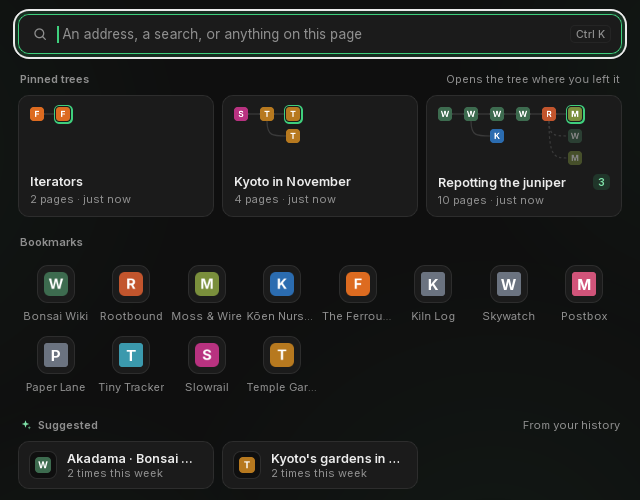 An address, a search, or anything on this page
Ctrl K
Pinned trees
Opens the tree where you left it
F F
S T T
T
W W W W R M
K W
M
Iterators
2 pages · just now
Kyoto in November
4 pages · just now
Repotting the juniper
3
10 pages · just now
Bookmarks
W R M K F K W M
Bonsai Wiki
Rootbound
Moss & Wire
Kōen Nurs...
The Ferrou...
Kiln Log
Skywatch
Postbox
P T S T
Paper Lane
Tiny Tracker
Slowrail
Temple Gar...
Suggested
From your history
W
Akadama · Bonsai ...
2 times this week
T
Kyoto's gardens in ...
2 times this week